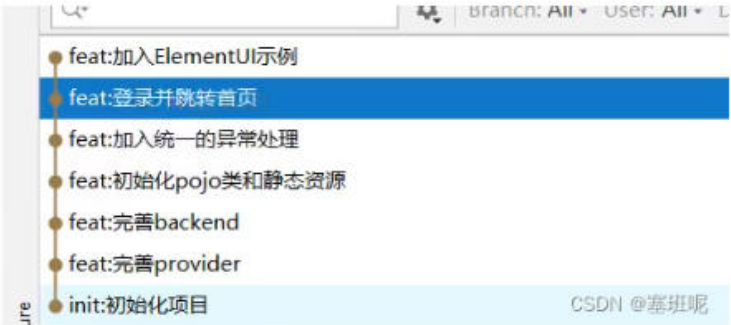 Branch: All User: All
feat:加入ElementUI示例
feat:登录并跳转首页
feat:加入统一的异常处理
feat:初始化pojo类和静态资源
feat:完善backend
feat:完善provider
init:初始化项目
CSDN @塞班呢